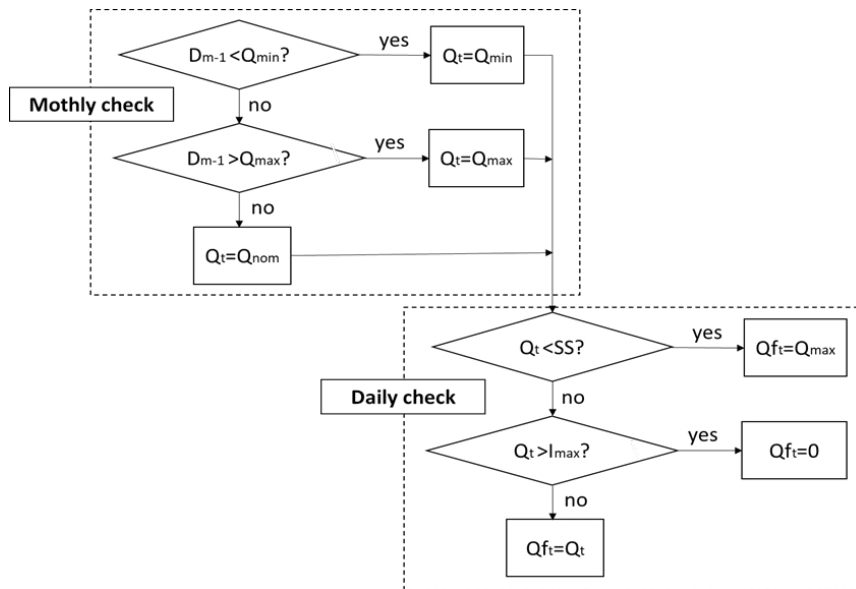 Dm-1<Qmin?
yes
Qt=Qmin
Mothly check
no
Dm-1>Qmax?
yes
Qt=Qmax
no
Qt=Qnom
Qt<SS?
yes
Qft=Qmax
Daily check
no
Qt>Imax?
yes
Qft=0
no
Qft=Qt